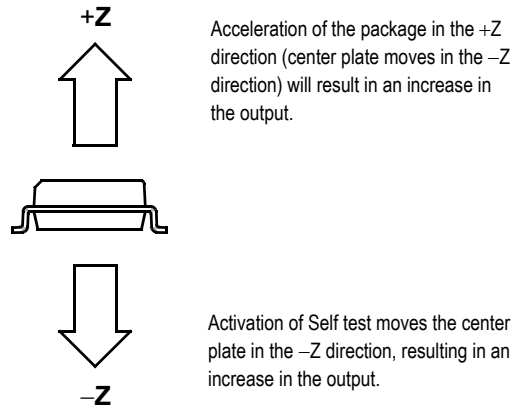 +Z
Acceleration of the package in the +Z
direction (center plate moves in the −Z
direction) will result in an increase in
the output.
Activation of Self test moves the center
plate in the −Z direction, resulting in an
increase in the output.
−Z